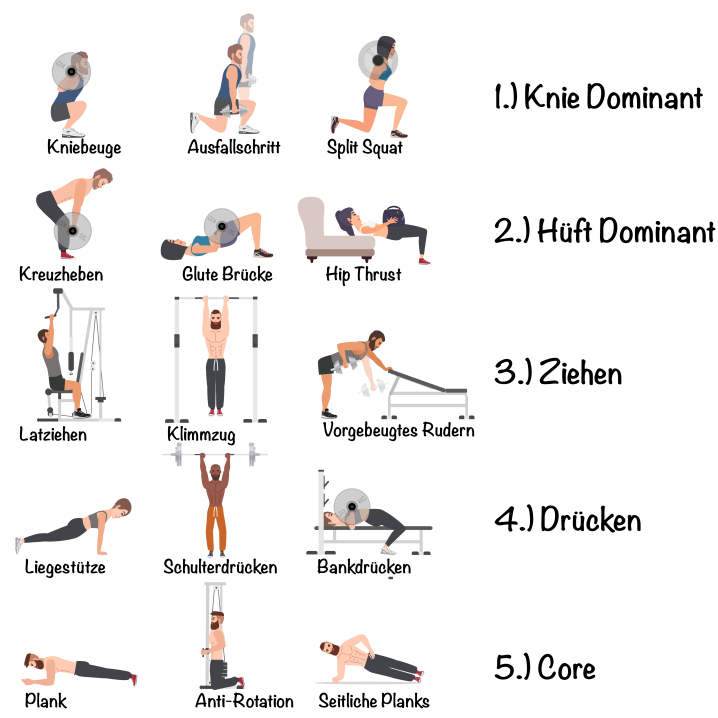 Kniebeuge
Ausfallschritt
Split Squat
1.) Knie Dominant
Kreuzheben
Glute Brücke
Hip Thrust
2.) Hüft Dominant
Latziehen
Klimmzug
Vorgebeugtes Rudern
3.) Ziehen
Liegestütze
Schulterdrücken
Bankdrücken
4.) Drücken
Plank
Anti-Rotation
Seitliche Planks
5.) Core